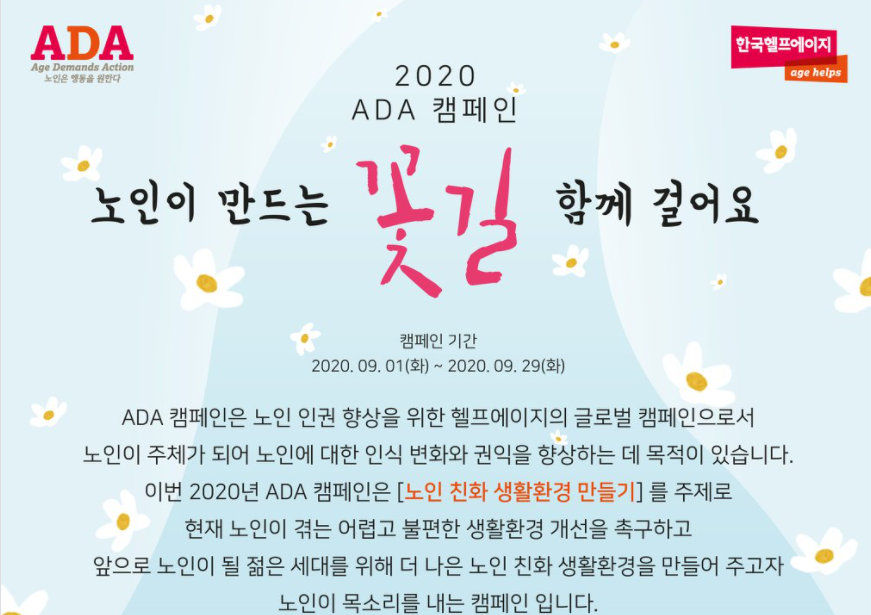 ADA
Age Demands Action
노인은 행동을 원한다
한국헬프에이지
age helps
2020
ADA 캠페인
노인이 만드는 꽃길 함께 걸어요
캠페인 기간
2020. 09. 01(화) ~ 2020. 09. 29(화)
ADA 캠페인은 노인 인권 향상을 위한 헬프에이지의 글로벌 캠페인으로서
노인이 주체가 되어 노인에 대한 인식 변화와 권익을 향상하는 데 목적이 있습니다.
이번 2020년 ADA 캠페인은 [노인 친화 생활환경 만들기] 를 주제로
현재 노인이 겪는 어렵고 불편한 생활환경 개선을 촉구하고
앞으로 노인이 될 젊은 세대를 위해 더 나은 노인 친화 생활환경을 만들어 주고자
노인이 목소리를 내는 캠페인 입니다.